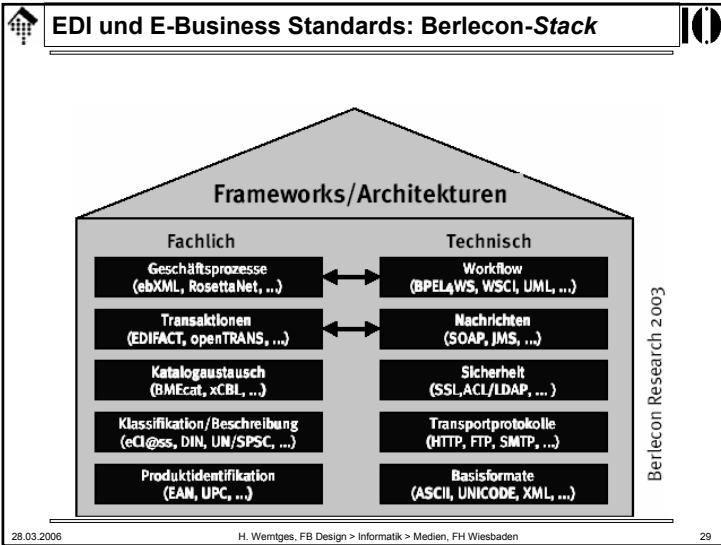 EDI und E-Business Standards: Berlecon-Stack
Frameworks/Architekturen
Fachlich
Geschäftsprozesse
(ebXML, RosettaNet, ...)
Transaktionen
(EDIFACT, openTRANS, ...)
Katalogaustausch
(BMEcat, xCBL, ...)
Klassifikation/Beschreibung
(eCl@ss, DIN, UN/SPSC, ...)
Produktidentifikation
(EAN, UPC, ...)
Technisch
Workflow
(BPEL4WS, WSCI, UML, ...)
Nachrichten
(SOAP, JMS, ...)
Sicherheit
(SSL,ACL/LDAP, ... )
Transportprotokolle
(HTTP, FTP, SMTP, ...)
Basisformate
(ASCII, UNICODE, XML, ...)
Berlecon Research 2003
28.03.2006
H. Werntges, FB Design > Informatik > Medien, FH Wiesbaden
29